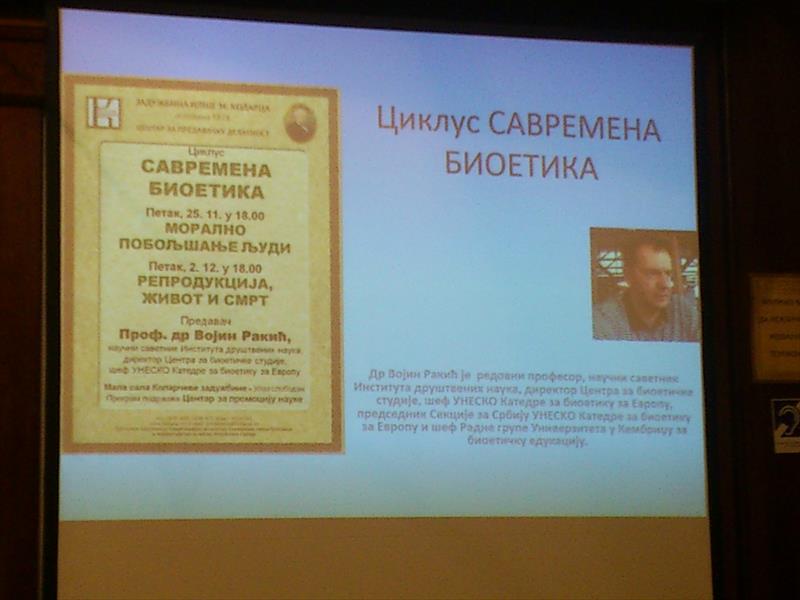 ЗАДУЖБИНА ИЛИЈЕ М. КОЛАРЦА
ЦЕНТАР ЗА ПРЕДАВАЧКУ ДЕЛАТНОСТ
Циклус
САВРЕМЕНА
БИОЕТИКА
Петак, 25. 11. у 18.00
МОРАЛНО
ПОБОЉШАЊЕ ЉУДИ
Петак, 2. 12. у 18.00
РЕПРОДУКЦИЈА,
ЖИВОТ И СМРТ
Предавач
Проф. др Војин Ракић,
научни саветник Института друштвених наука,
директор Центра за биоетичке студије,
шеф УНЕСКО Катедре за биоетику за Европу
Мала сала Коларчеве задужбине - Улаз слободан
Програм подржава Центар за промоцију науке
Циклус САВРЕМЕНА
БИОЕТИКА
Др Војин Ракић је редовни професор, научни саветник
Института друштвених наука, директор Центра за биоетичке
студије, шеф УНЕСКО Катедре за биоетику за Европу,
председник Секције за Србију УНЕСКО Катедре за биоетику
за Европу и шеф Радне групе Универзитета у Кембриџу за
биоетичку едукацију.